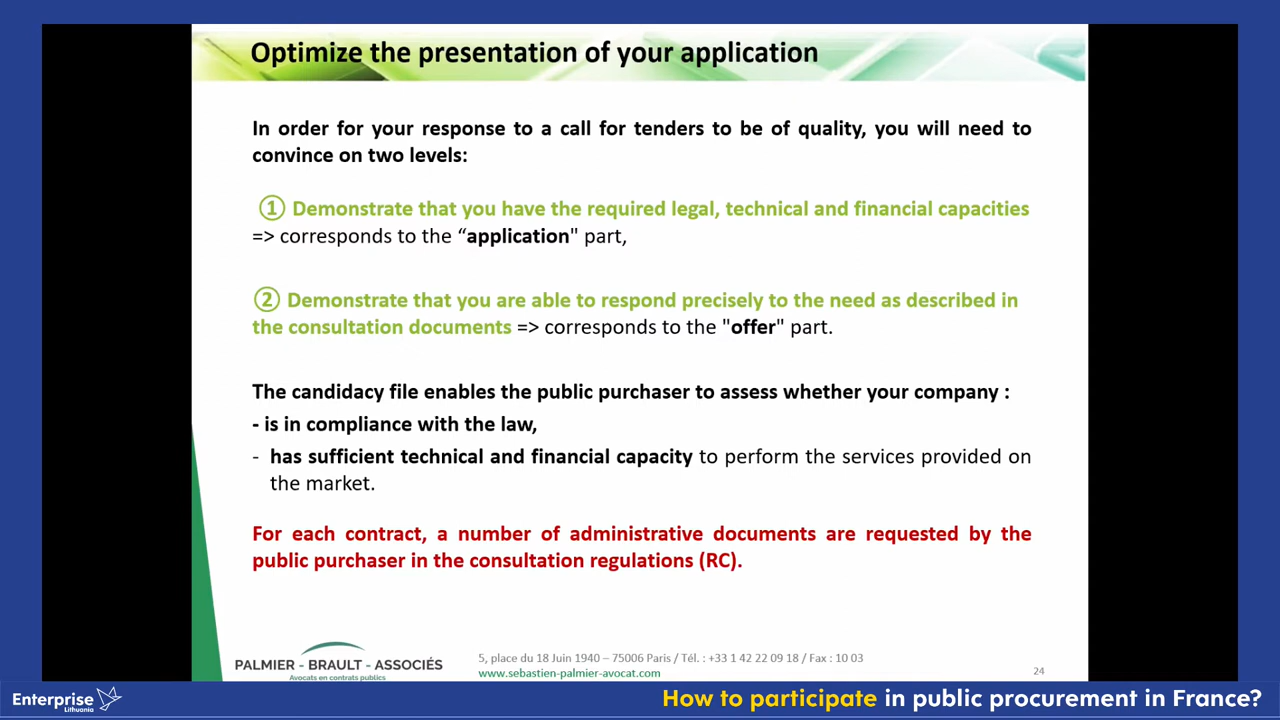 Optimize the presentation of your application
In order for your response to a call for tenders to be of quality, you will need to
convince on two levels:
① Demonstrate that you have the required legal, technical and financial capacities
=> corresponds to the “application" part,
② Demonstrate that you are able to respond precisely to the need as described in
the consultation documents => corresponds to the "offer" part.
The candidacy file enables the public purchaser to assess whether your company :
- is in compliance with the law,
- has sufficient technical and financial capacity to perform the services provided on
the market.
For each contract, a number of administrative documents are requested by the
public purchaser in the consultation regulations (RC).
PALMIER - BRAULT - ASSOCIÉS
Avocats en contrats publics
5, place du 18 Juin 1940 – 75006 Paris / Tél. : +33 1 42 22 09 18 / Fax : 10 03
www.sebastien-palmier-avocat.com
24
Enterprise
Lithuania
How to participate in public procurement in France?